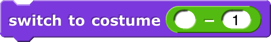 switch to costume − 1